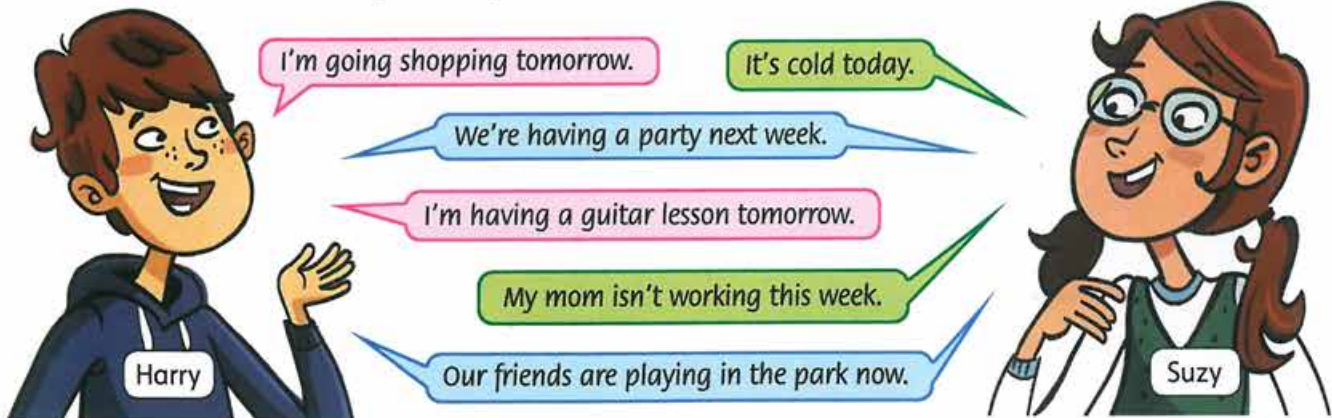 I'm going shopping tomorrow.
It's cold today.
We're having a party next week.
I'm having a guitar lesson tomorrow.
My mom isn't working this week.
Our friends are playing in the park now.
Harry
Suzy